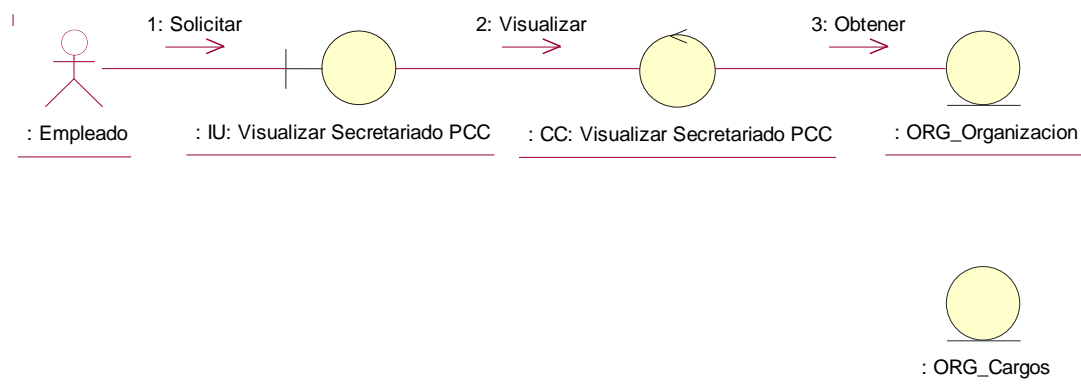 1: Solicitar
2: Visualizar
3: Obtener
: Empleado
: IU: Visualizar Secretariado PCC
: CC: Visualizar Secretariado PCC
: ORG_Organizacion
: ORG_Cargos